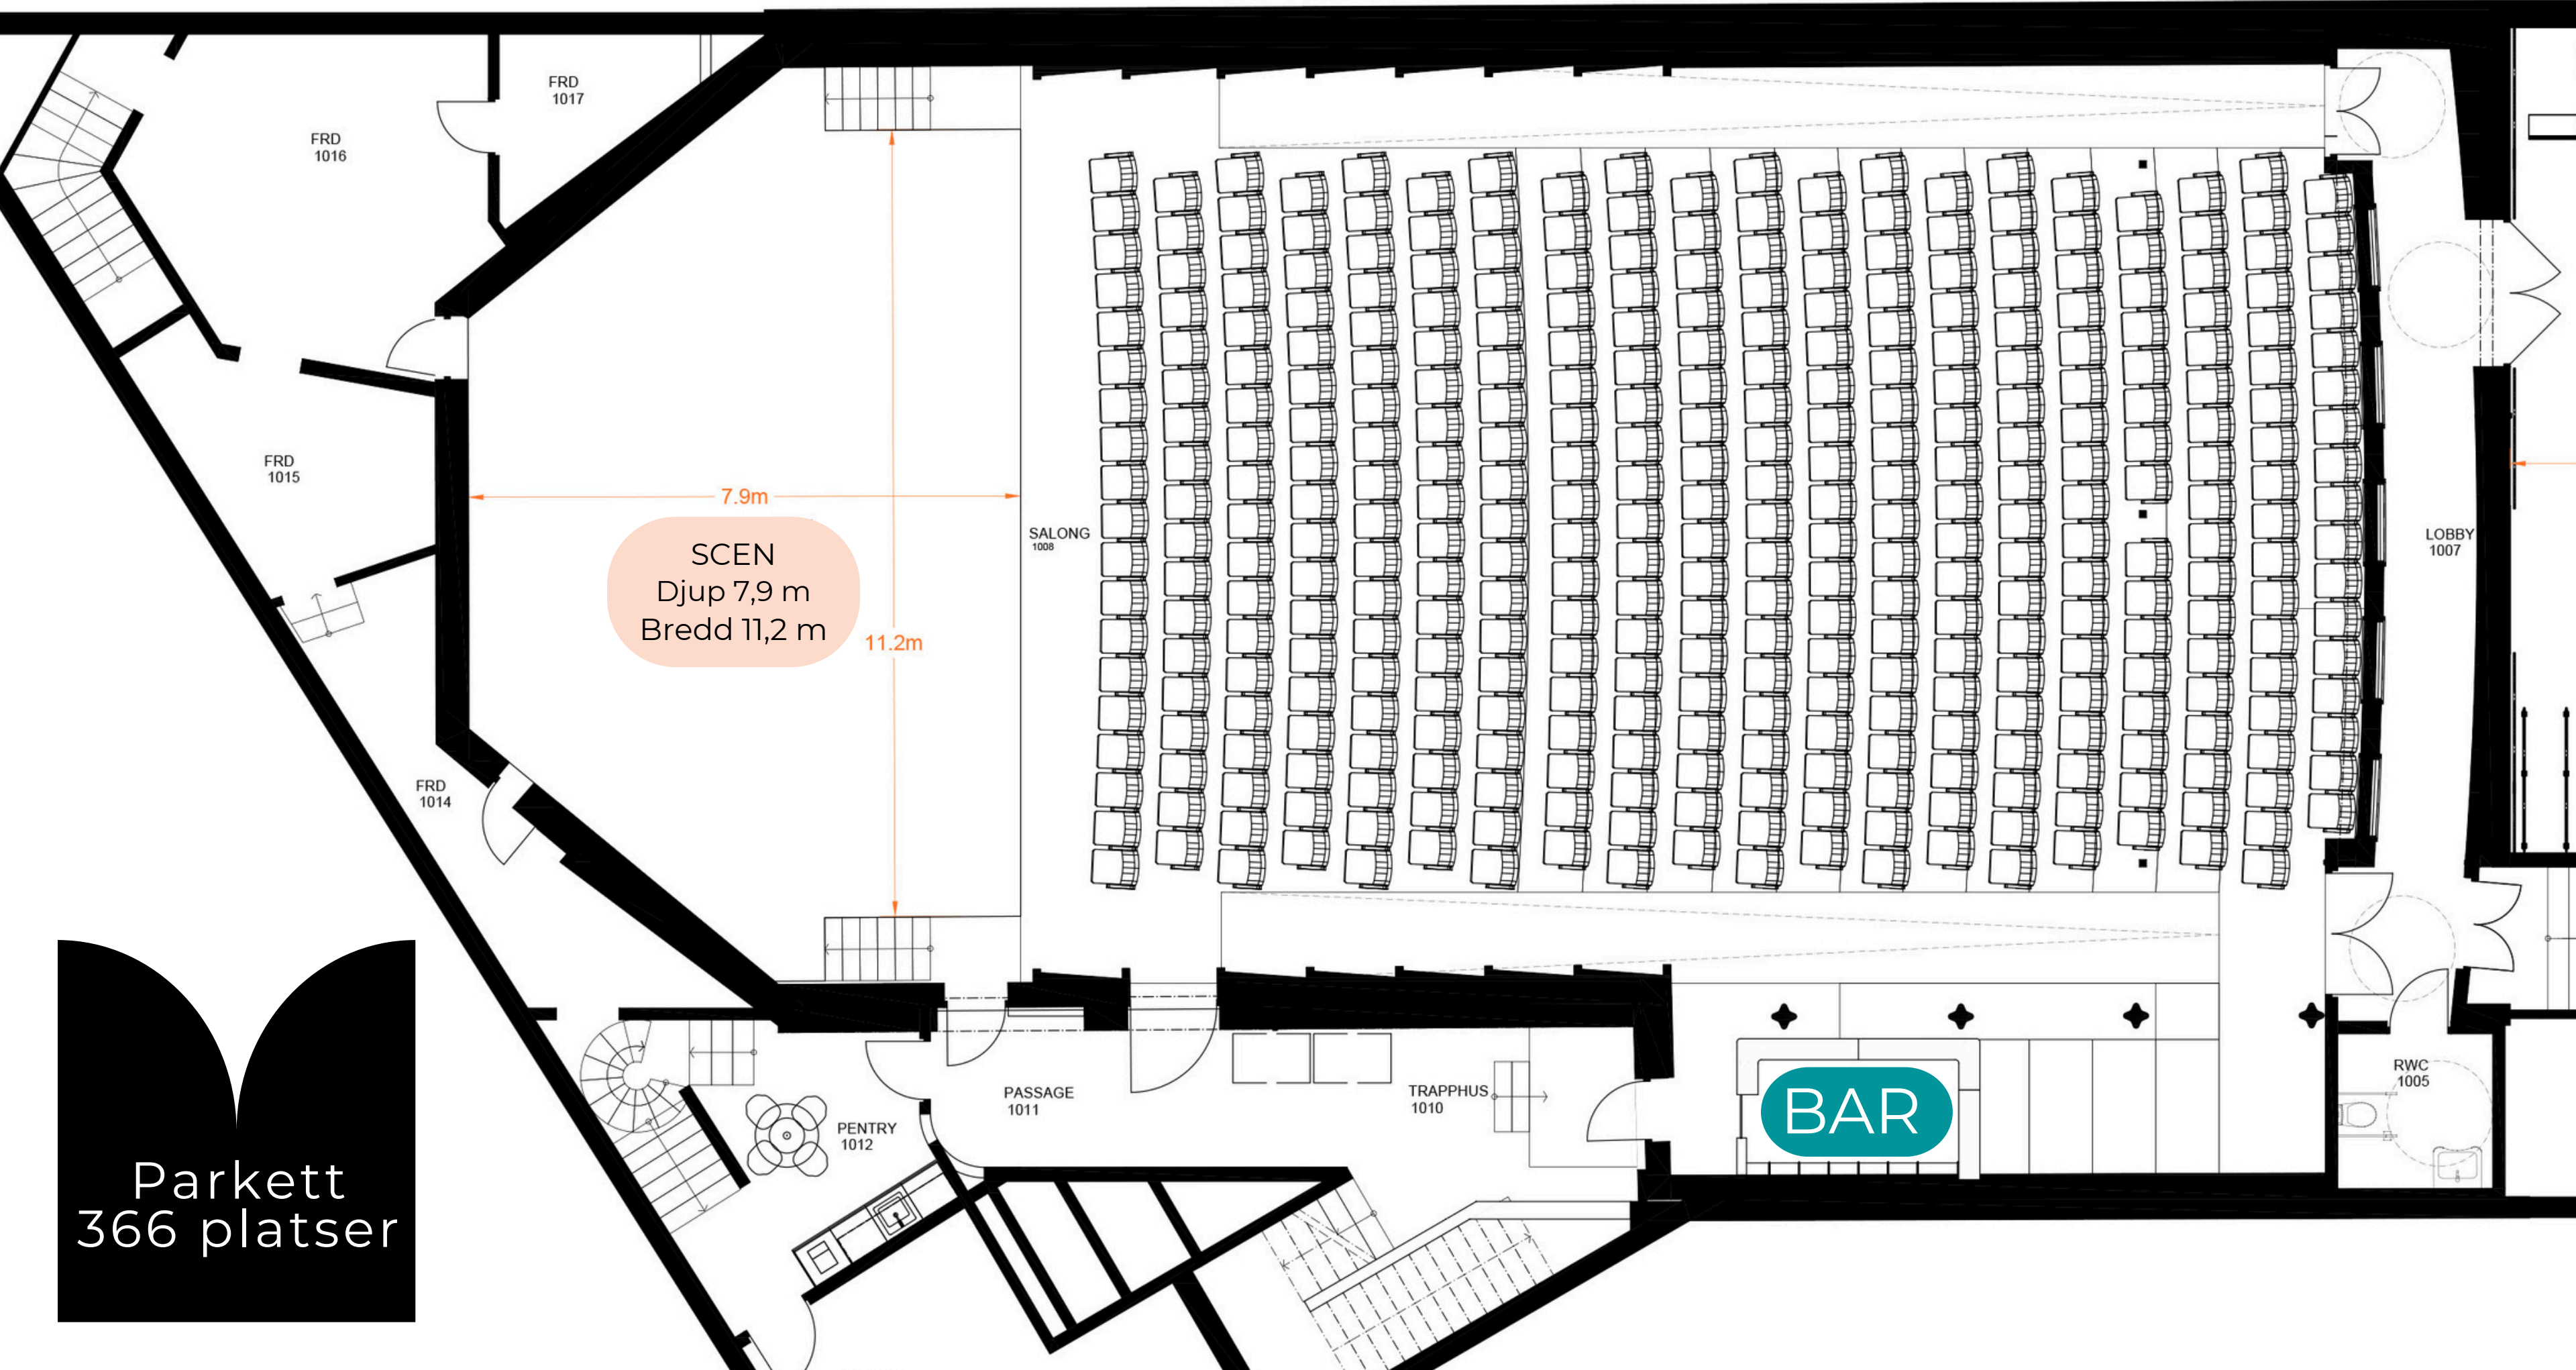 FRD
1017
FRD
1016
FRD
1015
7.9m
SCEN
Djup 7,9 m
Bredd 11,2 m
11.2m
SALONG
1008
LOBBY
1007
FRD
1014
PASSAGE
1011
TRAPPHUS
1010
PENTRY
1012
BAR
RWC
1005
Parkett
366 platser